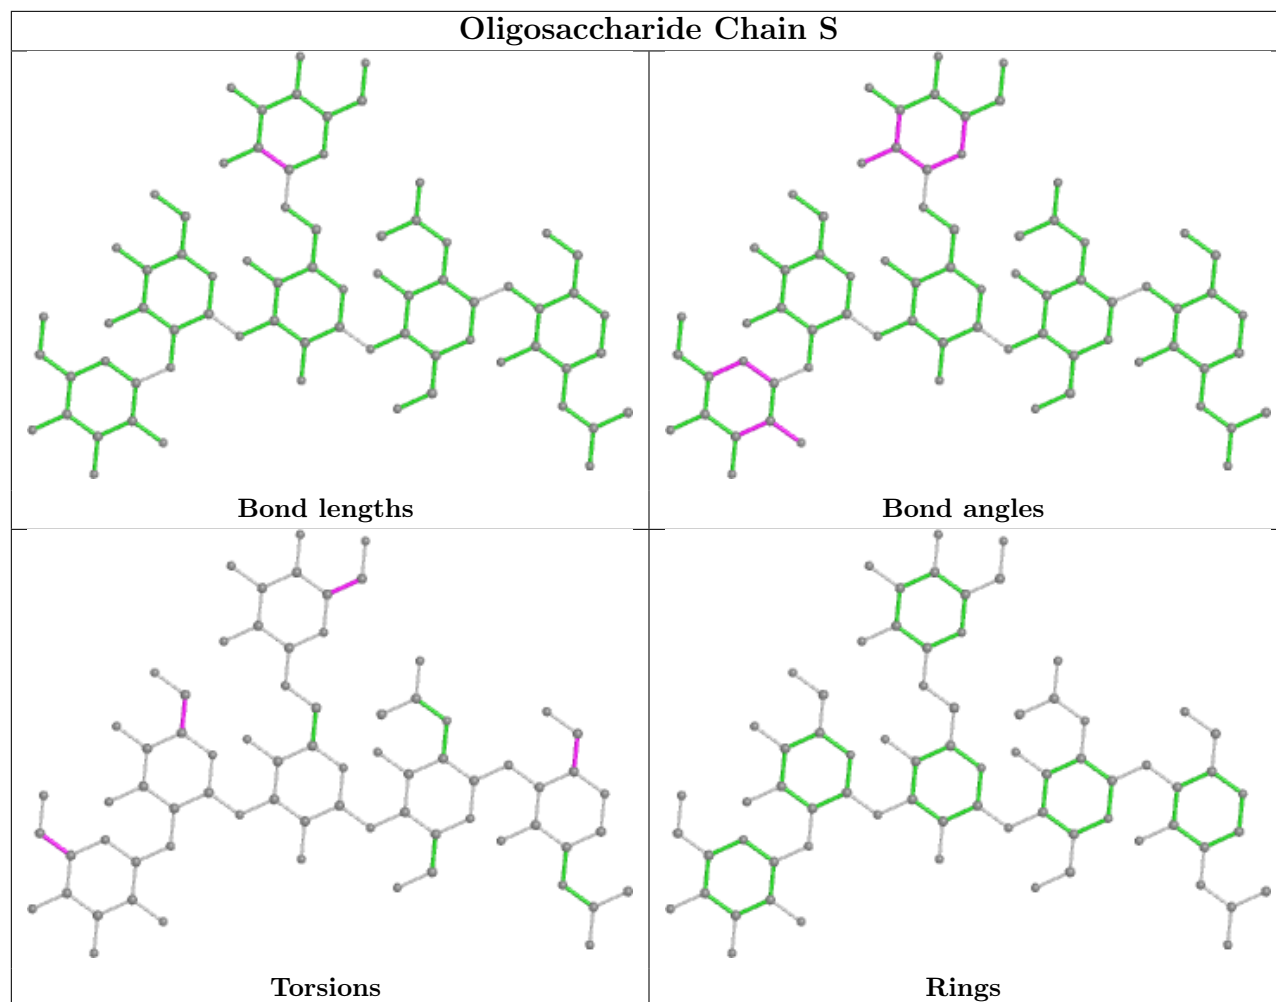 Oligosaccharide Chain S
Bond lengths
Bond angles
Torsions
Rings